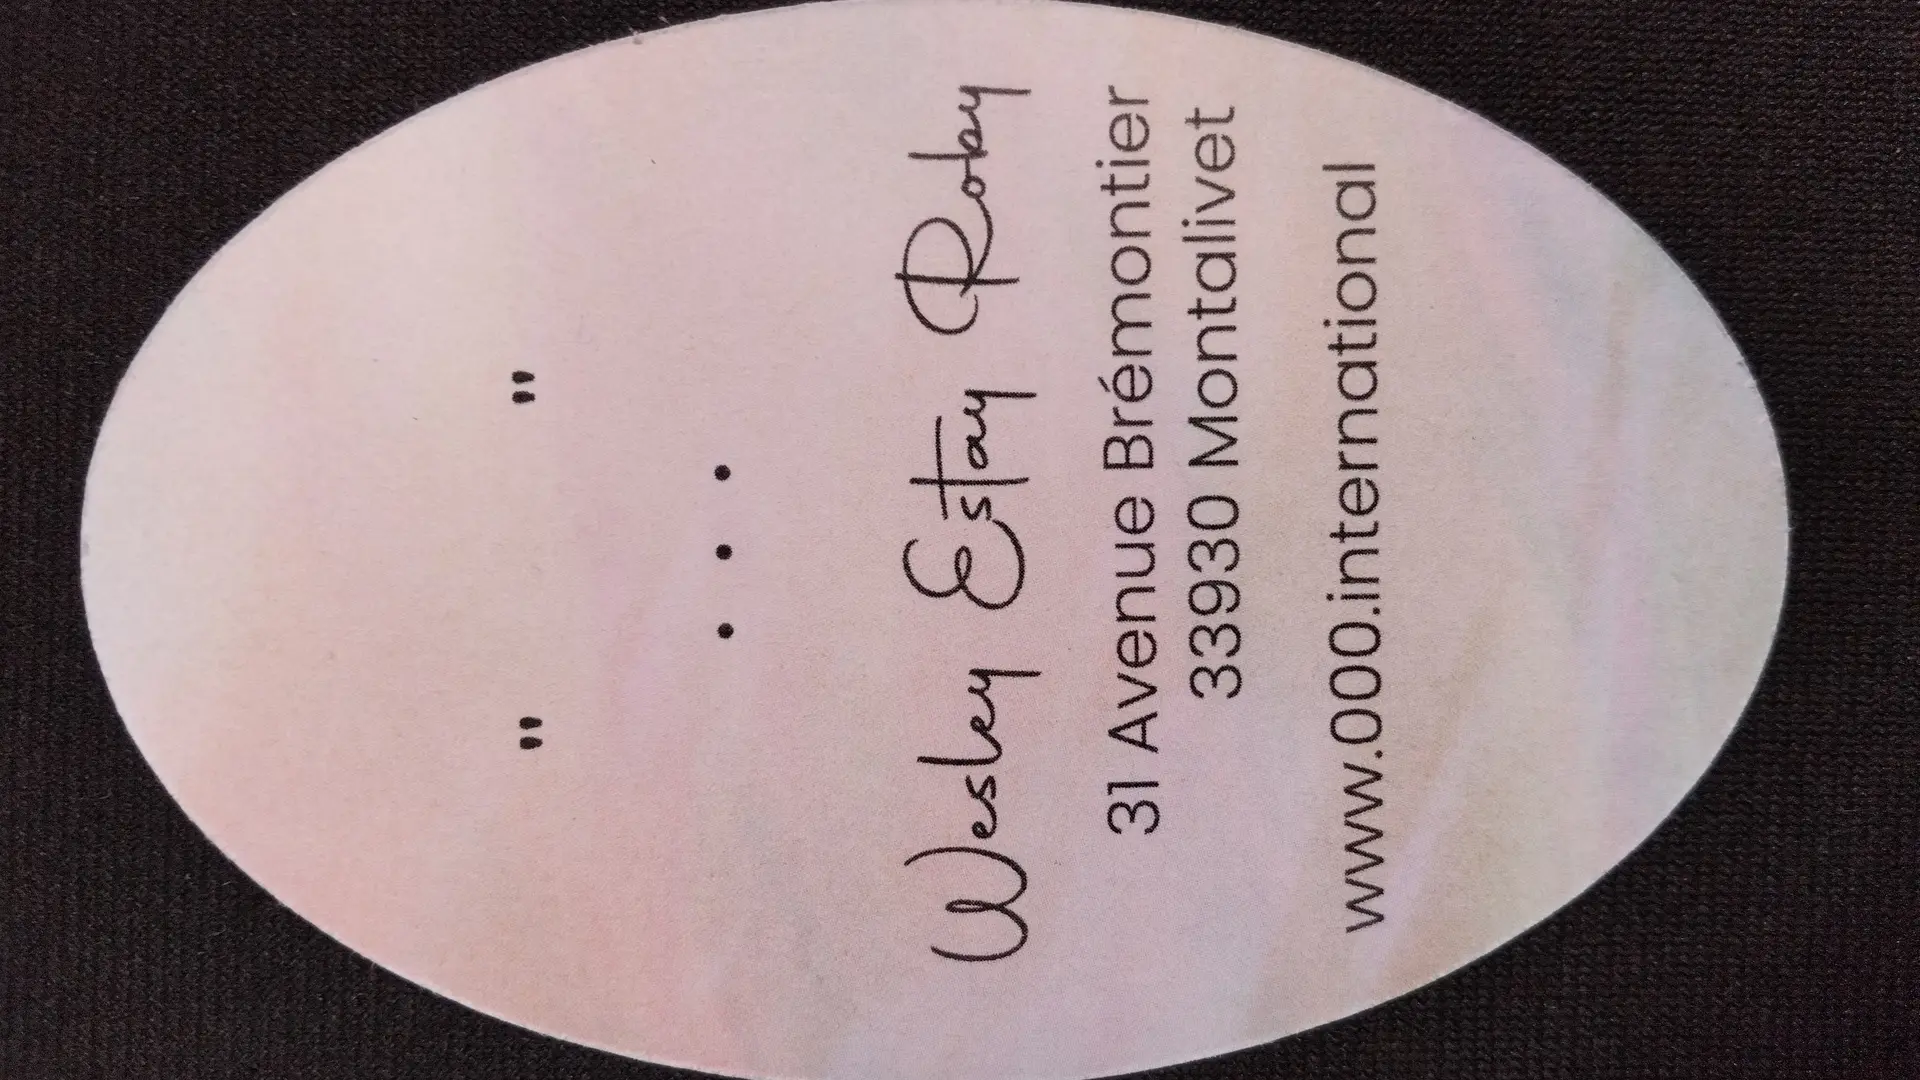 " "
...
Wesley Estay Roby
31 Avenue Brémontier
33930 Montalivet
www.000.international